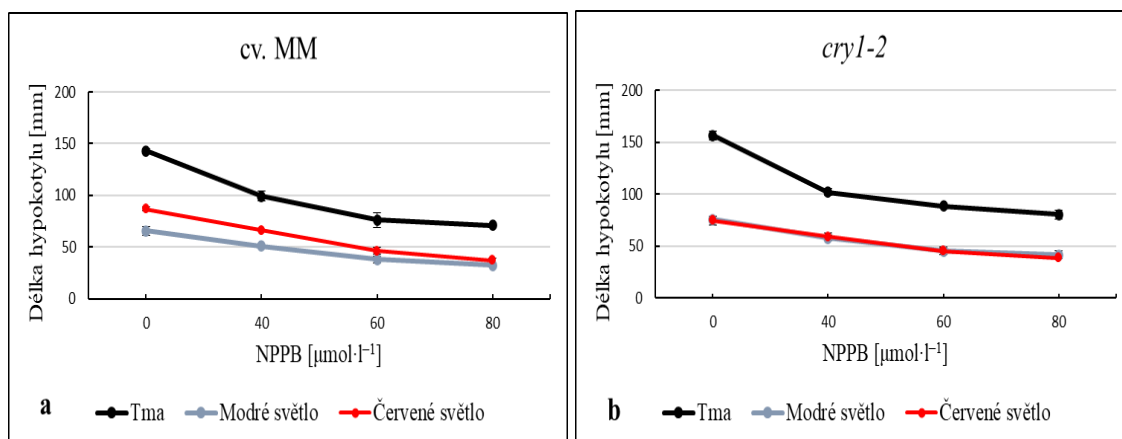 cv. MM
Délka hypokotylu [mm]
200
150
100
50
0
0 40 60 80
NPPB [μmol·l⁻¹]
a Tma Modré světlo Červené světlo
cry1-2
Délka hypokotylu [mm]
200
150
100
50
0
0 40 60 80
NPPB [μmol·l⁻¹]
b Tma Modré světlo Červené světlo